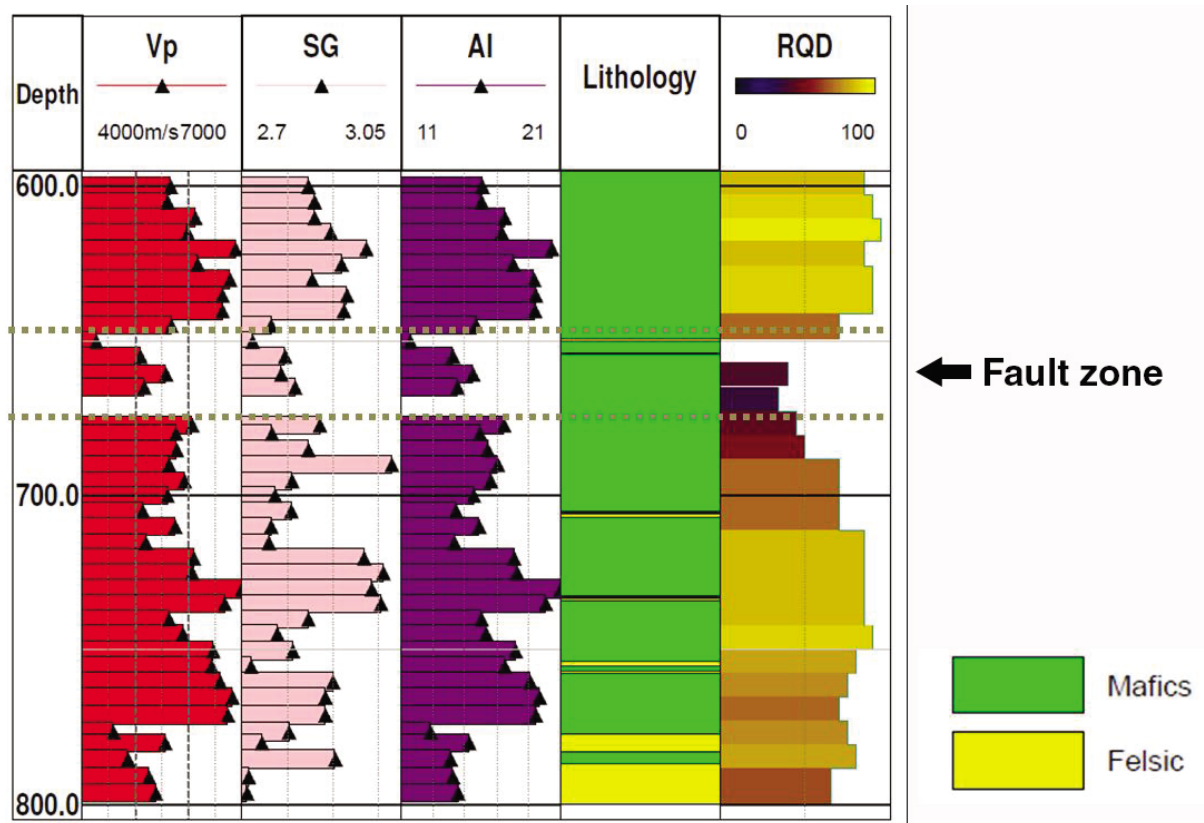 Depth
Vp
4000m/s7000
SG
2.7 3.05
AI
11 21
Lithology
RQD
0 100
600.0
Fault zone
700.0
Mafics
Felsic
800.0